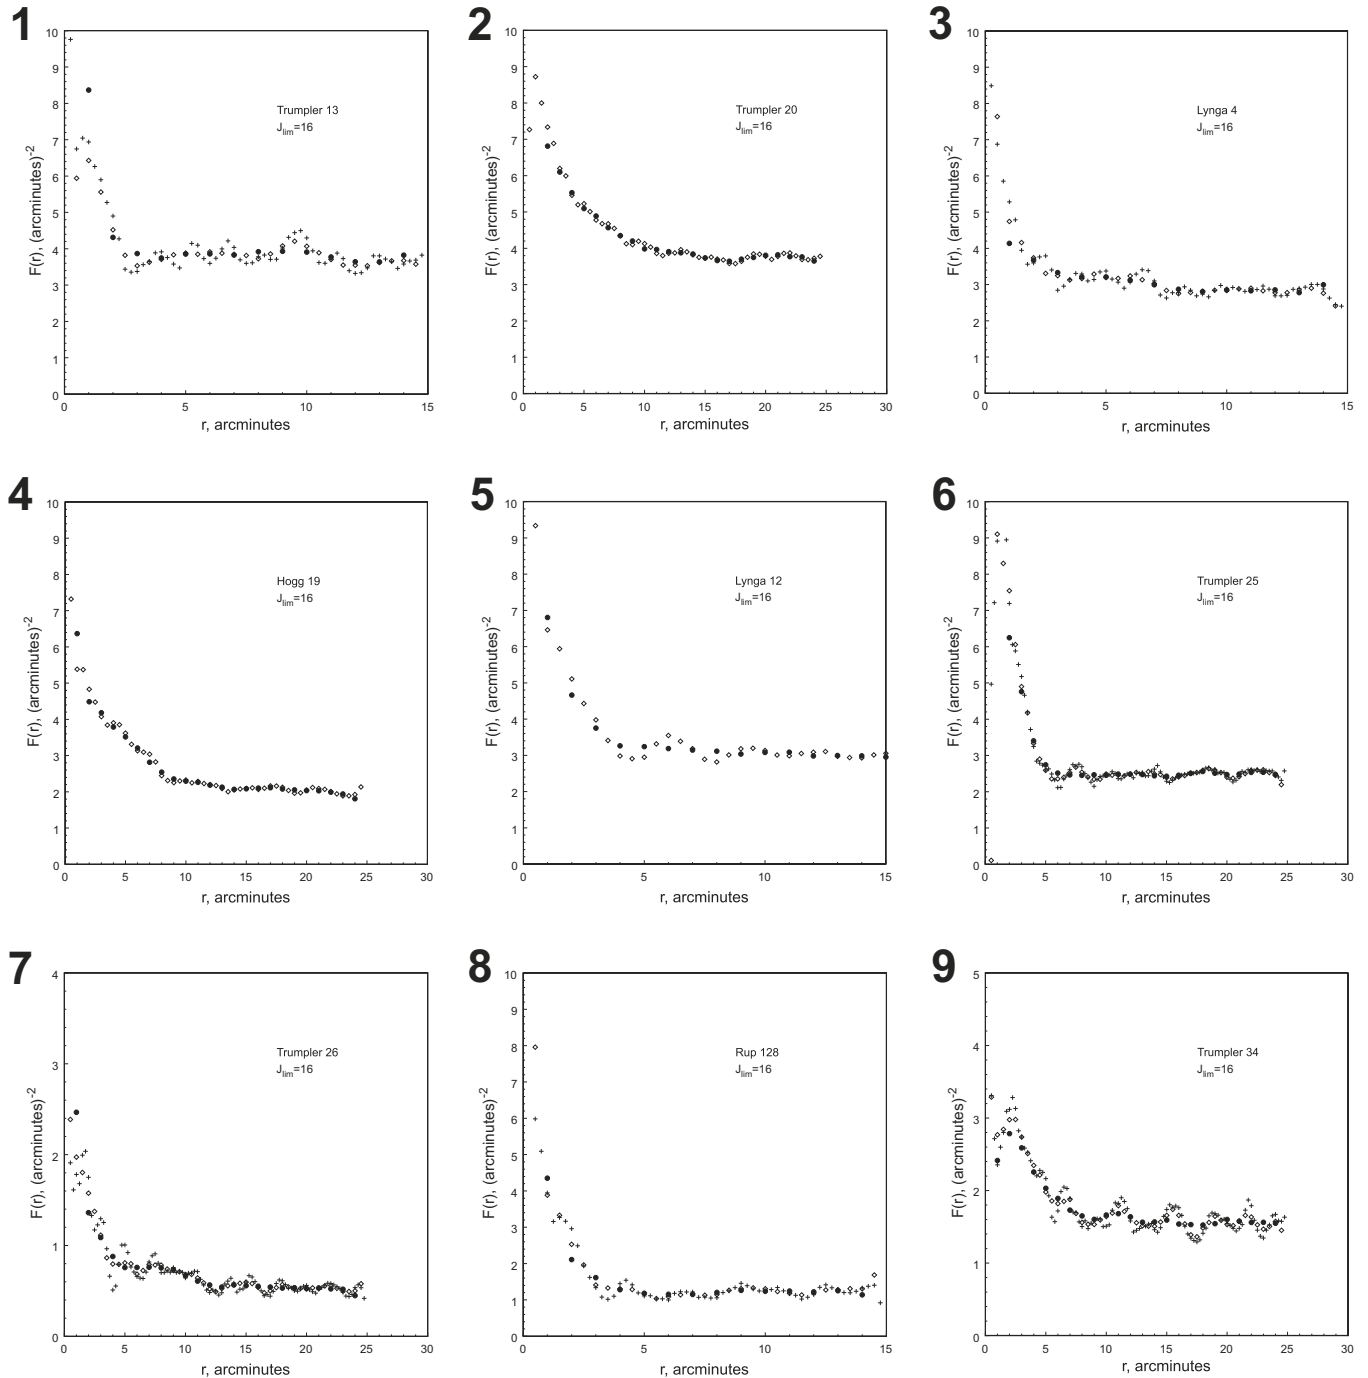 1
10
9
8
7
6
5
4
3
2
1
0
F(r), (arcminutes)⁻²
Trumpler 13
J_lim=16
0 5 10 15
r, arcminutes
2
10
9
8
7
6
5
4
3
2
1
0
F(r), (arcminutes)⁻²
Trumpler 20
J_lim=16
0 5 10 15 20 25 30
r, arcminutes
3
10
9
8
7
6
5
4
3
2
1
0
F(r), (arcminutes)⁻²
Lynga 4
J_lim=16
0 5 10 15
r, arcminutes
4
10
9
8
7
6
5
4
3
2
1
0
F(r), (arcminutes)⁻²
Hogg 19
J_lim=16
0 5 10 15 20 25 30
r, arcminutes
5
10
9
8
7
6
5
4
3
2
1
0
F(r), (arcminutes)⁻²
Lynga 12
J_lim=16
0 5 10 15
r, arcminutes
6
10
9
8
7
6
5
4
3
2
1
0
F(r), (arcminutes)⁻²
Trumpler 25
J_lim=16
0 5 10 15 20 25 30
r, arcminutes
7
4
3
2
1
0
F(r), (arcminutes)⁻²
Trumpler 26
J_lim=16
0 5 10 15 20 25 30
r, arcminutes
8
10
9
8
7
6
5
4
3
2
1
0
F(r), (arcminutes)⁻²
Rup 128
J_lim=16
0 5 10 15
r, arcminutes
9
5
4
3
2
1
0
F(r), (arcminutes)⁻²
Trumpler 34
J_lim=16
0 5 10 15 20 25 30
r, arcminutes